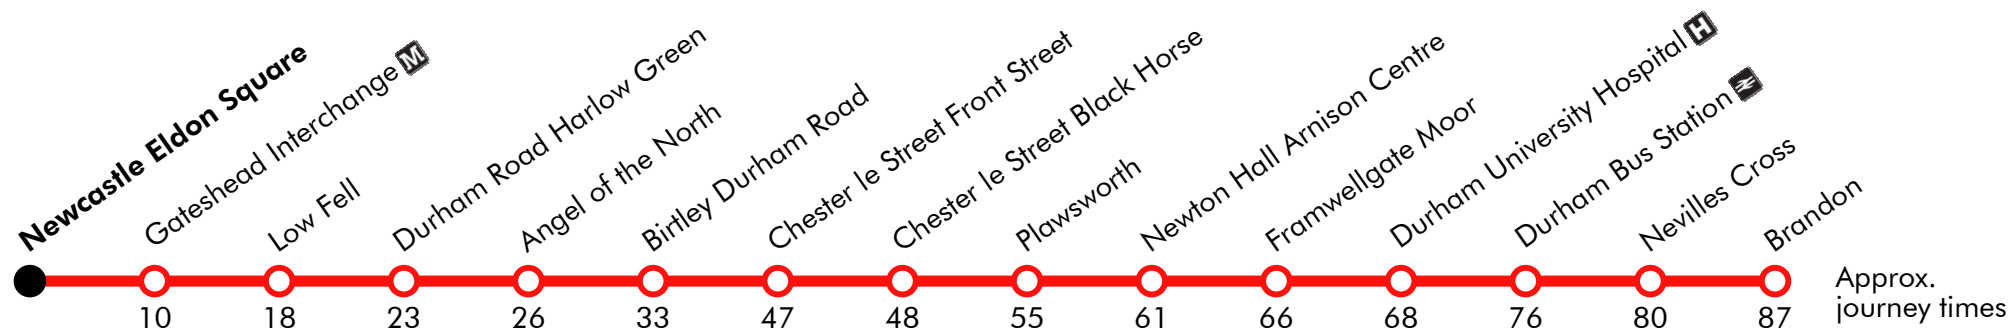 Newcastle Eldon Square
Gateshead Interchange M
Low Fell
Durham Road Harlow Green
Angel of the North
Birtley Durham Road
Chester le Street Front Street
Chester le Street Black Horse
Plawsworth
Newton Hall Arnison Centre
Framwellgate Moor
Durham University Hospital H
Durham Bus Station
Nevilles Cross
Brandon
10 18 23 26 33 47 48 55 61 66 68 76 80 87
Approx.
journey times